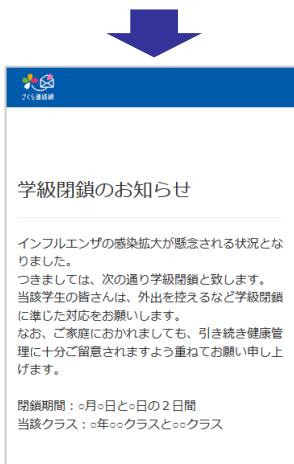 さくら連絡網
学級閉鎖のお知らせ
インフルエンザの感染拡大が懸念される状況とな
りました。
つきましては、次の通り学級閉鎖と致します。
当該学生の皆さんは、外出を控えるなど学級閉鎖
に準じた対応をお願いします。
なお、ご家庭におかれましても、引き続き健康管
理に十分ご留意されますよう重ねてお願い申し上
げます。
閉鎖期間：○月○日と○日の２日間
当該クラス：○年○○クラスと○○クラス